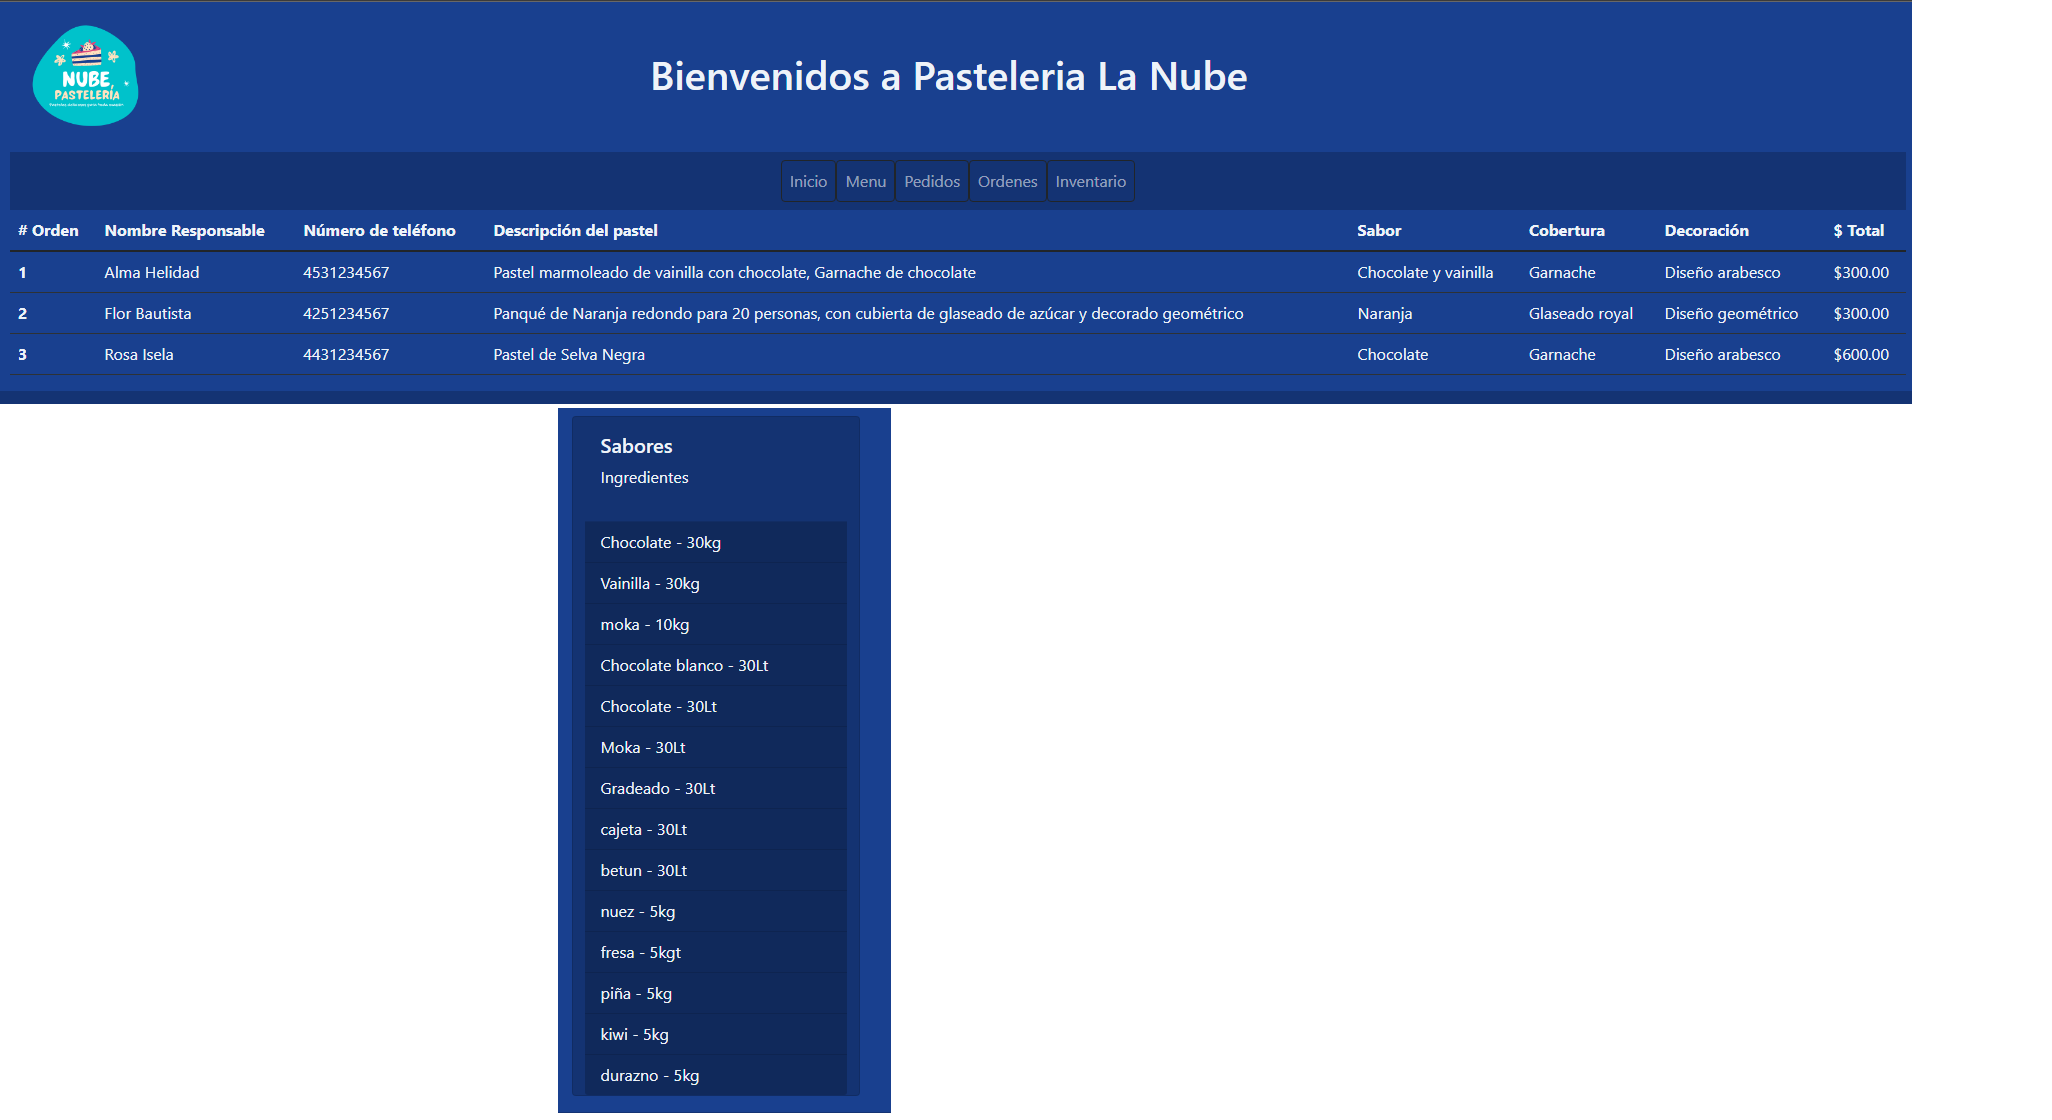 NUBE,
PASTELERÍA
Bienvenidos a Pasteleria La Nube
Inicio Menu Pedidos Ordenes Inventario
# Orden Nombre Responsable Número de teléfono Descripción del pastel Sabor Cobertura Decoración $ Total
1 Alma Helidad 4531234567 Pastel marmoleado de vainilla con chocolate, Garnache de chocolate Chocolate y vainilla Garnache Diseño arabesco $300.00
2 Flor Bautista 4251234567 Panqué de Naranja redondo para 20 personas, con cubierta de glaseado de azúcar y decorado geométrico Naranja Glaseado royal Diseño geométrico $300.00
3 Rosa Isela 4431234567 Pastel de Selva Negra Chocolate Garnache Diseño arabesco $600.00
Sabores
Ingredientes
Chocolate - 30kg
Vainilla - 30kg
moka - 10kg
Chocolate blanco - 30Lt
Chocolate - 30Lt
Moka - 30Lt
Gradeado - 30Lt
cajeta - 30Lt
betun - 30Lt
nuez - 5kg
fresa - 5kgt
piña - 5kg
kiwi - 5kg
durazno - 5kg